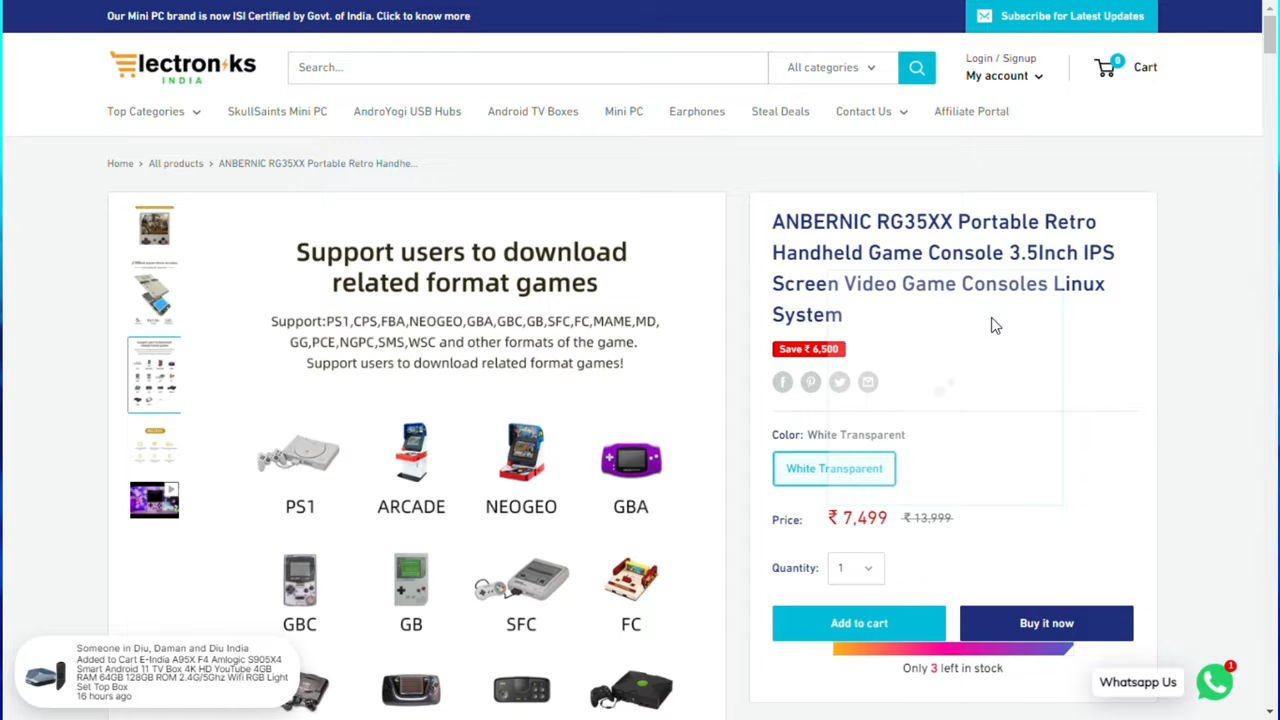 Our Mini PC brand is now ISI Certified by Govt. of India. Click to know more
Subscribe for Latest Updates
lectroniks
INDIA
Search...
All categories
Login / Signup
My account
0
Cart
Top Categories
SkullSaints Mini PC
AndroYogi USB Hubs
Android TV Boxes
Mini PC
Earphones
Steal Deals
Contact Us
Affiliate Portal
Home > All products > ANBERNIC RG35XX Portable Retro Handhe...
Support users to download
related format games
Support:PS1,CPS,FBA,NEOGEO,GBA,GBC,GB,SFC,FC,MAME,MD,
GG,PCE,NGPC,SMS,WSC and other formats of the game.
Support users to download related format games!
PS1
ARCADE
NEOGEO
GBA
GBC
GB
SFC
FC
ANBERNIC RG35XX Portable Retro
Handheld Game Console 3.5Inch IPS
Screen Video Game Consoles Linux
System
Save ₹ 6,500
Color: White Transparent
White Transparent
Price: ₹ 7,499 ₹ 13,999
Quantity: 1
Add to cart
Buy it now
Only 3 left in stock
Someone in Diu, Daman and Diu India
Added to Cart E-India A95X F4 Amlogic S905X4
Smart Android 11 TV Box 4K HD YouTube 4GB
RAM 64GB 128GB ROM 2.4G/5Ghz Wifi RGB Light
Set Top Box
16 hours ago
Whatsapp Us
1